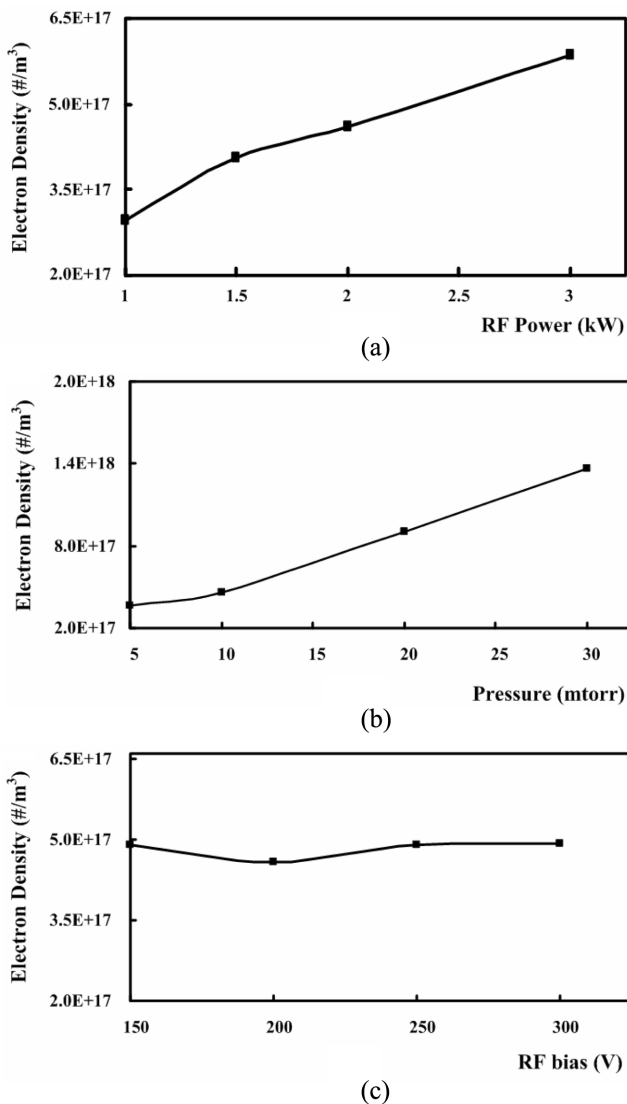 6.5E+17
5.0E+17
3.5E+17
2.0E+17
Electron Density (#/m³)
1 1.5 2 2.5 3
RF Power (kW)
(a)
2.0E+18
1.4E+18
8.0E+17
2.0E+17
Electron Density (#/m³)
5 10 15 20 25 30
Pressure (mtorr)
(b)
6.5E+17
5.0E+17
3.5E+17
2.0E+17
Electron Density (#/m³)
150 200 250 300
RF bias (V)
(c)